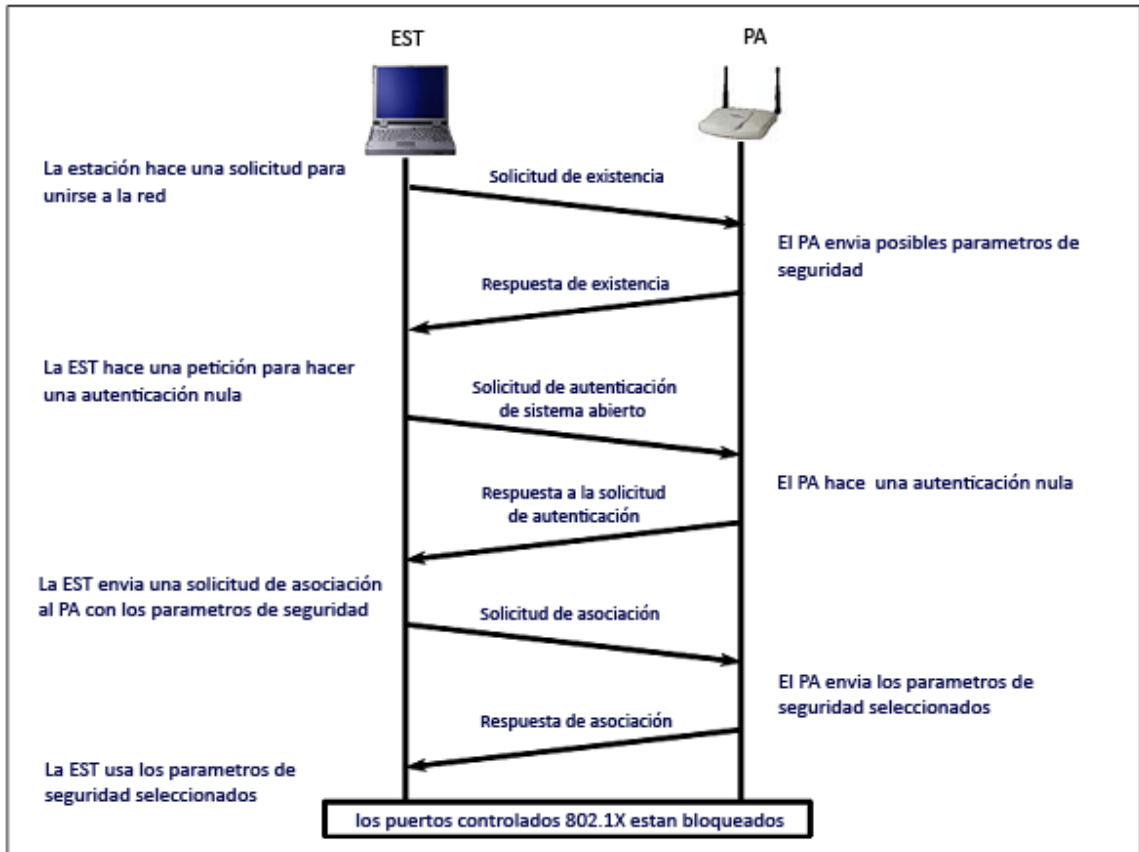 EST
PA
La estación hace una solicitud para
unirse a la red
Solicitud de existencia
El PA envia posibles parametros de
seguridad
Respuesta de existencia
La EST hace una petición para hacer
una autenticación nula
Solicitud de autenticación
de sistema abierto
El PA hace una autenticación nula
Respuesta a la solicitud
de autenticación
La EST envia una solicitud de asociación
al PA con los parametros de seguridad
Solicitud de asociación
El PA envia los parametros de
seguridad seleccionados
Respuesta de asociación
La EST usa los parametros de
seguridad seleccionados
los puertos controlados 802.1X estan bloqueados